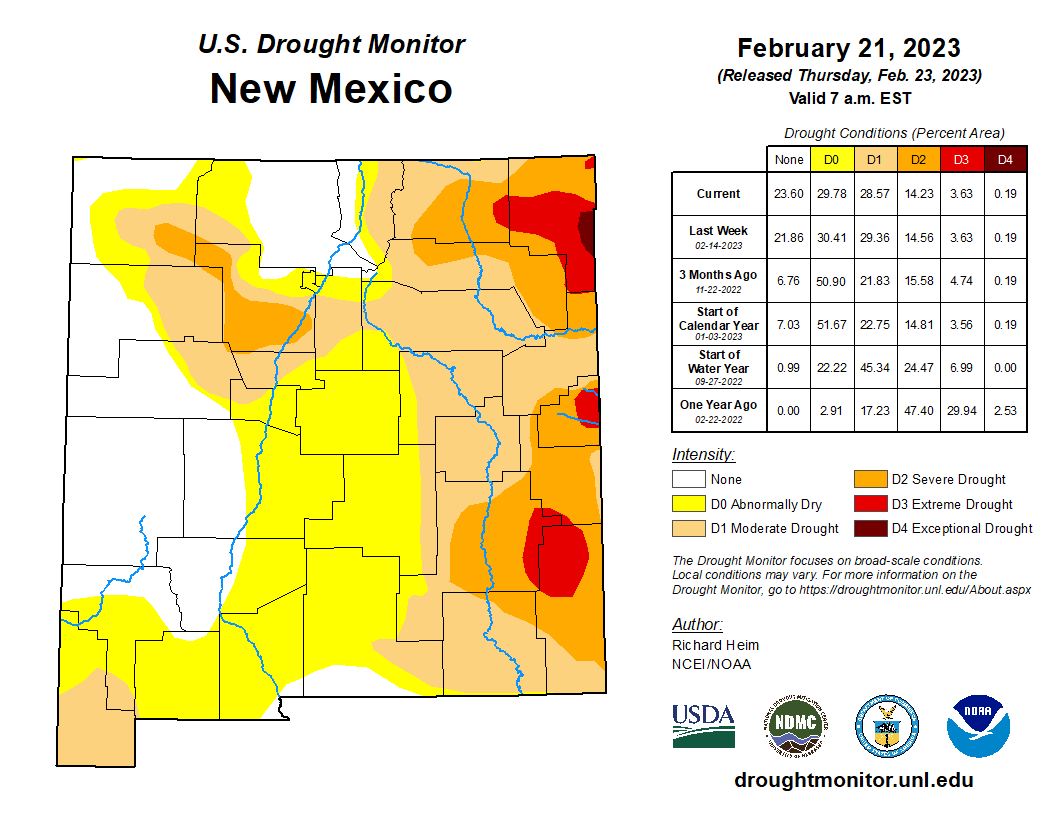 U.S. Drought Monitor
New Mexico
February 21, 2023
(Released Thursday, Feb. 23, 2023)
Valid 7 a.m. EST
Drought Conditions (Percent Area)
None D0 D1 D2 D3 D4
Current 23.60 29.78 28.57 14.23 3.63 0.19
Last Week 21.86 30.41 29.36 14.56 3.63 0.19
02-14-2023
3 Months Ago 6.76 50.90 21.83 15.58 4.74 0.19
11-22-2022
Start of
Calendar Year 7.03 51.67 22.75 14.81 3.56 0.19
01-03-2023
Start of
Water Year 0.99 22.22 45.34 24.47 6.99 0.00
09-27-2022
One Year Ago 0.00 2.91 17.23 47.40 29.94 2.53
02-22-2022
Intensity:
None D2 Severe Drought
D0 Abnormally Dry D3 Extreme Drought
D1 Moderate Drought D4 Exceptional Drought
The Drought Monitor focuses on broad-scale conditions.
Local conditions may vary. For more information on the
Drought Monitor, go to https://droughtmonitor.unl.edu/About.aspx
Author:
Richard Heim
NCEI/NOAA
USDA NDMC NOAA
droughtmonitor.unl.edu